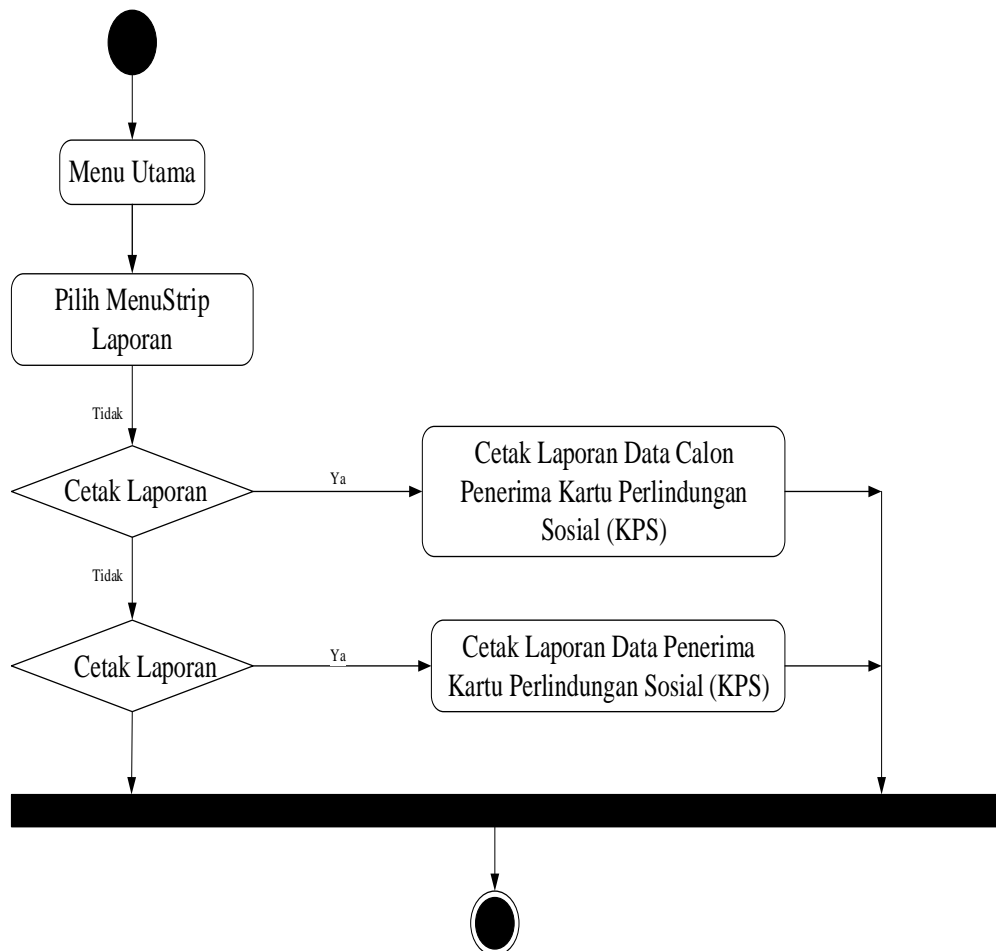 Menu Utama
Pilih MenuStrip
Laporan
Tidak
Cetak Laporan
Ya
Cetak Laporan Data Calon
Penerima Kartu Perlindungan
Sosial (KPS)
Tidak
Cetak Laporan
Ya
Cetak Laporan Data Penerima
Kartu Perlindungan Sosial (KPS)